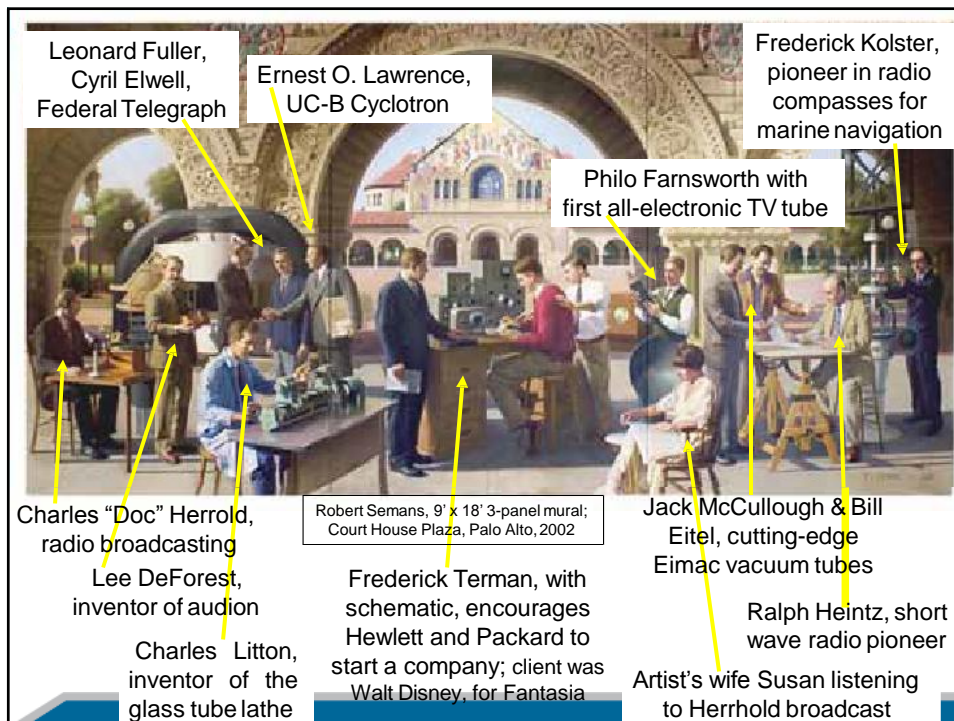 Leonard Fuller,
Cyril Elwell,
Federal Telegraph
Ernest O. Lawrence,
UC-B Cyclotron
Frederick Kolster,
pioneer in radio
compasses for
marine navigation
Philo Farnsworth with
first all-electronic TV tube
Charles “Doc” Herrold,
radio broadcasting
Lee DeForest,
inventor of audion
Charles Litton,
inventor of the
glass tube lathe
Robert Semans, 9’ x 18’ 3-panel mural;
Court House Plaza, Palo Alto, 2002
Frederick Terman, with
schematic, encourages
Hewlett and Packard to
start a company; client was
Walt Disney, for Fantasia
Jack McCullough & Bill
Eitel, cutting-edge
Eimac vacuum tubes
Ralph Heintz, short
wave radio pioneer
Artist’s wife Susan listening
to Herrhold broadcast